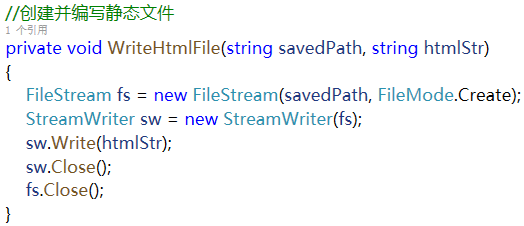 //创建并编写静态文件
1 个引用
private void WriteHtmlFile(string savedPath, string htmlStr)
{
    FileStream fs = new FileStream(savedPath, FileMode.Create);
    StreamWriter sw = new StreamWriter(fs);
    sw.Write(htmlStr);
    sw.Close();
    fs.Close();
}